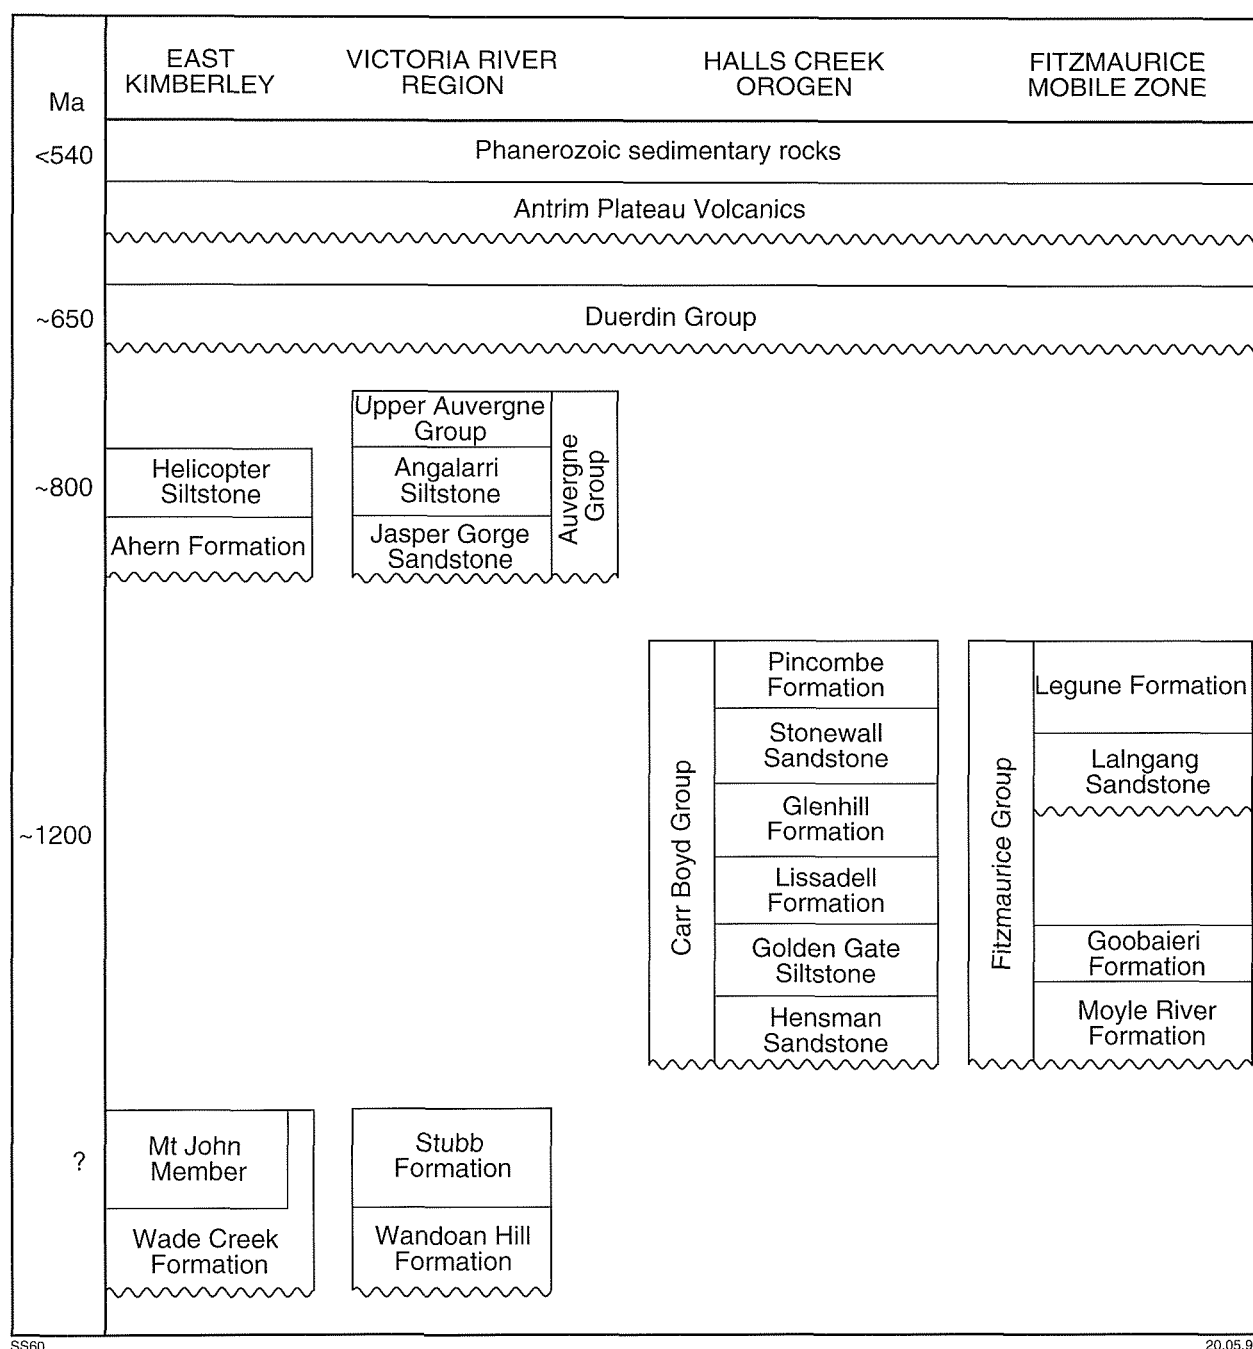 EAST
KIMBERLEY
VICTORIA RIVER
REGION
HALLS CREEK
OROGEN
FITZMAURICE
MOBILE ZONE
Ma
<540
Phanerozoic sedimentary rocks
Antrim Plateau Volcanics
~650
Duerdin Group
Upper Auvergne
Group
Auvergne
Group
~800
Helicopter
Siltstone
Angalarri
Siltstone
Ahern Formation
Jasper Gorge
Sandstone
Carr Boyd Group
Pincombe
Formation
Fitzmaurice Group
Legune Formation
Stonewall
Sandstone
Lalngang
Sandstone
~1200
Glenhill
Formation
Lissadell
Formation
Golden Gate
Siltstone
Goobaieri
Formation
Hensman
Sandstone
Moyle River
Formation
?
Mt John
Member
Stubb
Formation
Wade Creek
Formation
Wandoan Hill
Formation
SS60
20.05.9